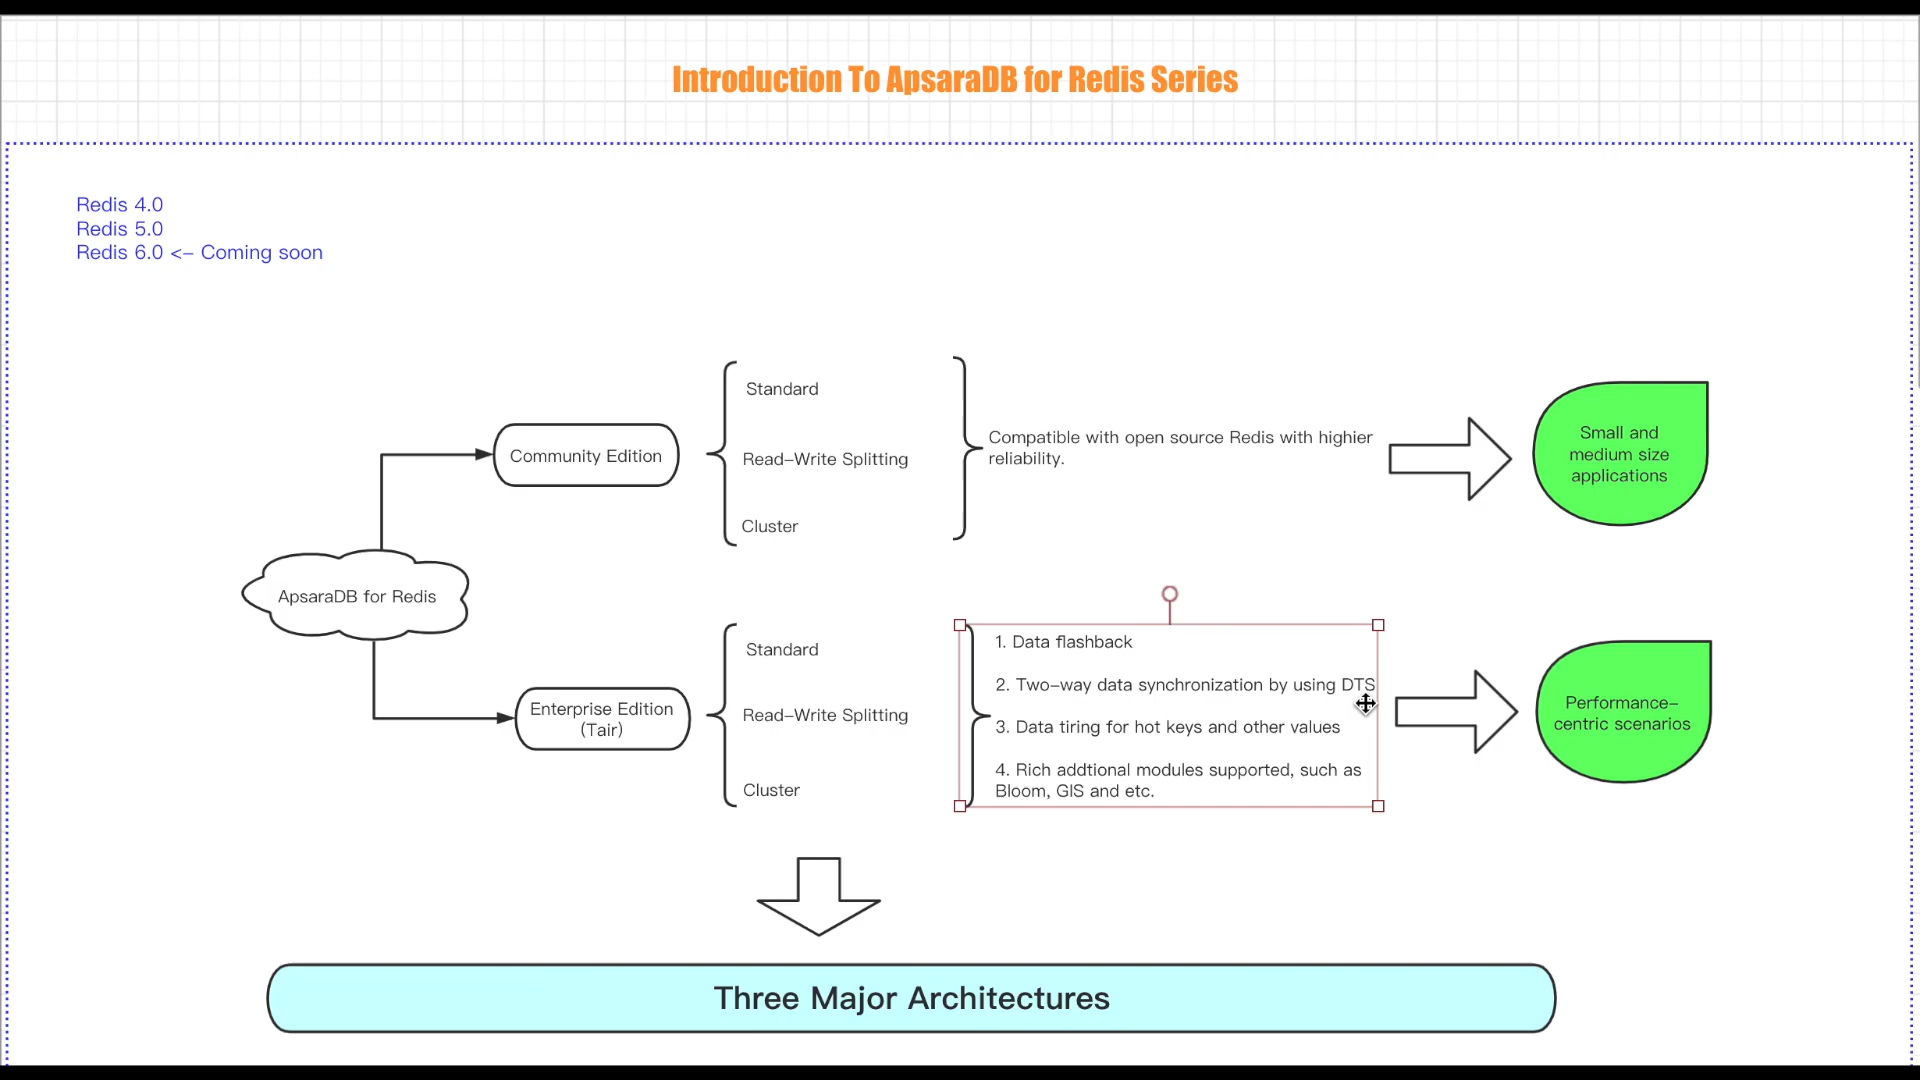 Introduction To ApsaraDB for Redis Series
Redis 4.0
Redis 5.0
Redis 6.0 <– Coming soon
Standard
Community Edition
Read–Write Splitting
Cluster
Compatible with open source Redis with highier
reliability.
Small and
medium size
applications
ApsaraDB for Redis
Enterprise Edition
(Tair)
Standard
Read–Write Splitting
Cluster
1. Data flashback
2. Two–way data synchronization by using DTS
3. Data tiring for hot keys and other values
4. Rich addtional modules supported, such as
Bloom, GIS and etc.
Performance–
centric scenarios
Three Major Architectures